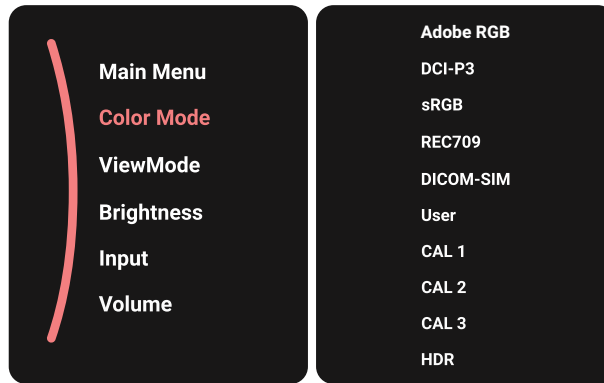 Main Menu
Color Mode
ViewMode
Brightness
Input
Volume
Adobe RGB
DCI-P3
sRGB
REC709
DICOM-SIM
User
CAL 1
CAL 2
CAL 3
HDR